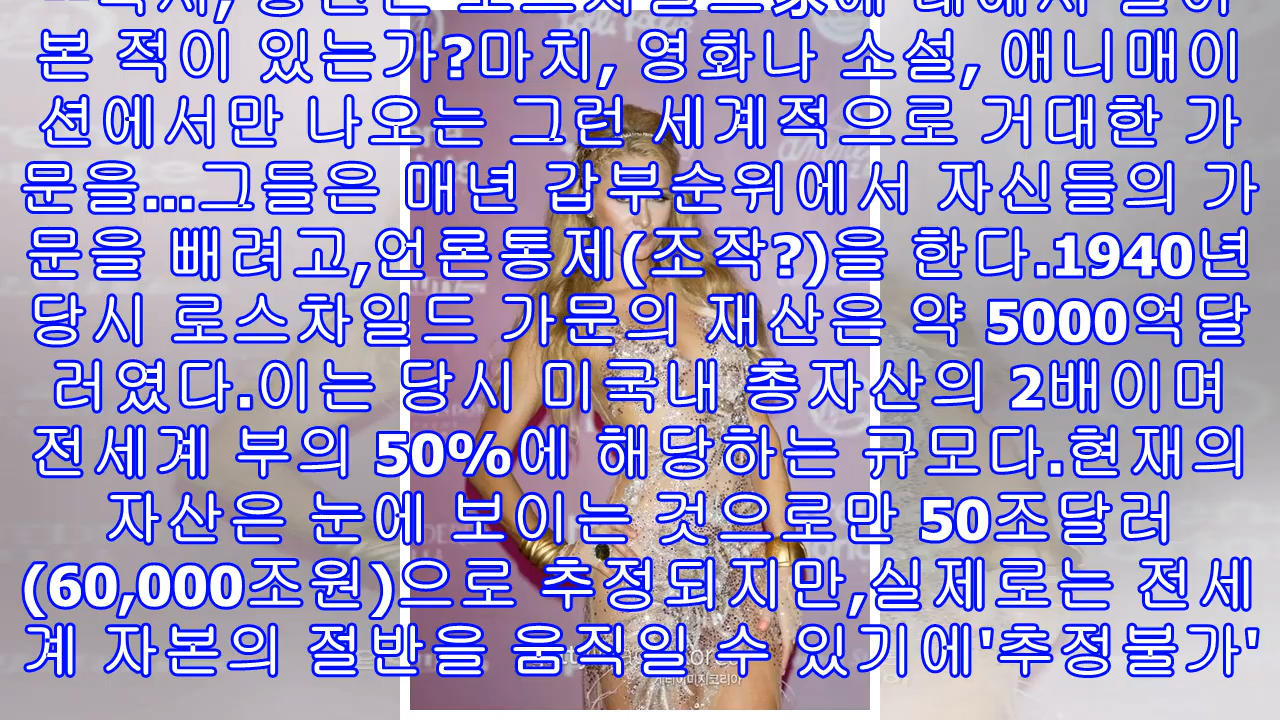 본 적이 있는가?마치, 영화나 소설, 애니매이
션에서만 나오는 그런 세계적으로 거대한 가
문을...그들은 매년 갑부순위에서 자신들의 가
문을 빼려고,언론통제(조작?)을 한다.1940년
당시 로스차일드 가문의 재산은 약 5000억달
러였다.이는 당시 미국내 총자산의 2배이며
전세계 부의 50%에 해당하는 규모다.현재의
자산은 눈에 보이는 것으로만 50조달러
(60,000조원)으로 추정되지만,실제로는 전세
계 자본의 절반을 움직일 수 있기에'추정불가'
게티이미지코리아